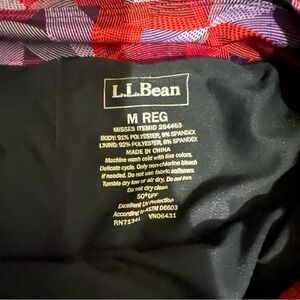 L.L.Bean
M REG
MISSES ITEMID 284463
BODY: 91% POLYESTER, 9% SPANDEX
LINING: 92% POLYESTER, 8% SPANDEX
MADE IN CHINA
Machine wash cold with like colors.
Delicate cycle. Only non-chlorine bleach
if needed. Do not use fabric softeners.
Tumble dry low or air dry. Do not iron.
Do not dry clean
50+UPF
Excellent UV Protection
According to ASTM D6603
RN71341 VN06431